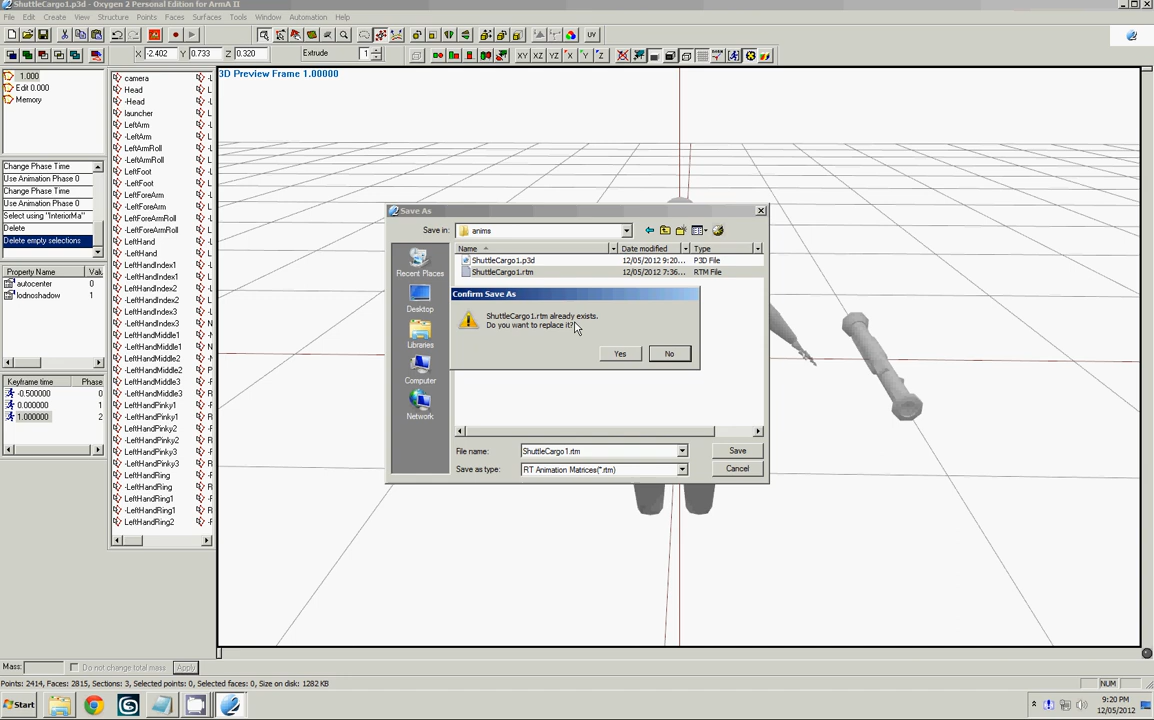 ShuttleCargo1.p3d - Oxygen 2 Personal Edition for ArmA II
File Edit Create View Structure Points Faces Surfaces Tools Window Automation Help
X -2.402 Y 0.733 Z 0.320 Extrude 1
UV
XY XZ YZ X Y Z
3D Preview Frame 1.00000
1.000
Edit 0.000
Memory
Change Phase Time
Use Animation Phase 0
Change Phase Time
Use Animation Phase 0
Select using "InteriorMa"
Delete
Delete empty selections
Property Name Valu
autocenter 0
lodnoshadow 1
Keyframe time Phase
-0.500000 0
0.000000 1
1.000000 2
camera
Head
-Head
launcher
LeftArm
-LeftArm
LeftArmRoll
-LeftArmRoll
LeftFoot
-LeftFoot
LeftForeArm
-LeftForeArm
LeftForeArmRoll
-LeftForeArmRoll
LeftHand
-LeftHand
LeftHandIndex1
-LeftHandIndex1
LeftHandIndex2
-LeftHandIndex2
LeftHandIndex3
-LeftHandIndex3
LeftHandMiddle1
-LeftHandMiddle1
LeftHandMiddle2
-LeftHandMiddle2
LeftHandMiddle3
-LeftHandMiddle3
LeftHandPinky1
-LeftHandPinky1
LeftHandPinky2
-LeftHandPinky2
LeftHandPinky3
-LeftHandPinky3
LeftHandRing
-LeftHandRing
LeftHandRing1
-LeftHandRing1
LeftHandRing2
Save As
Save in: anims
Recent Places
Desktop
Libraries
Computer
Network
Name Date modified Type
ShuttleCargo1.p3d 12/05/2012 9:20... P3D File
ShuttleCargo1.rtm 12/05/2012 7:36... RTM File
Confirm Save As
ShuttleCargo1.rtm already exists.
Do you want to replace it?
Yes No
File name: ShuttleCargo1.rtm Save
Save as type: RT Animation Matrices(*.rtm) Cancel
Mass: Do not change total mass Apply
Points: 2414, Faces: 2815, Sections: 3, Selected points: 0, Selected faces: 0, Size on disk: 1282 KB
NUM
Start
9:20 PM
12/05/2012